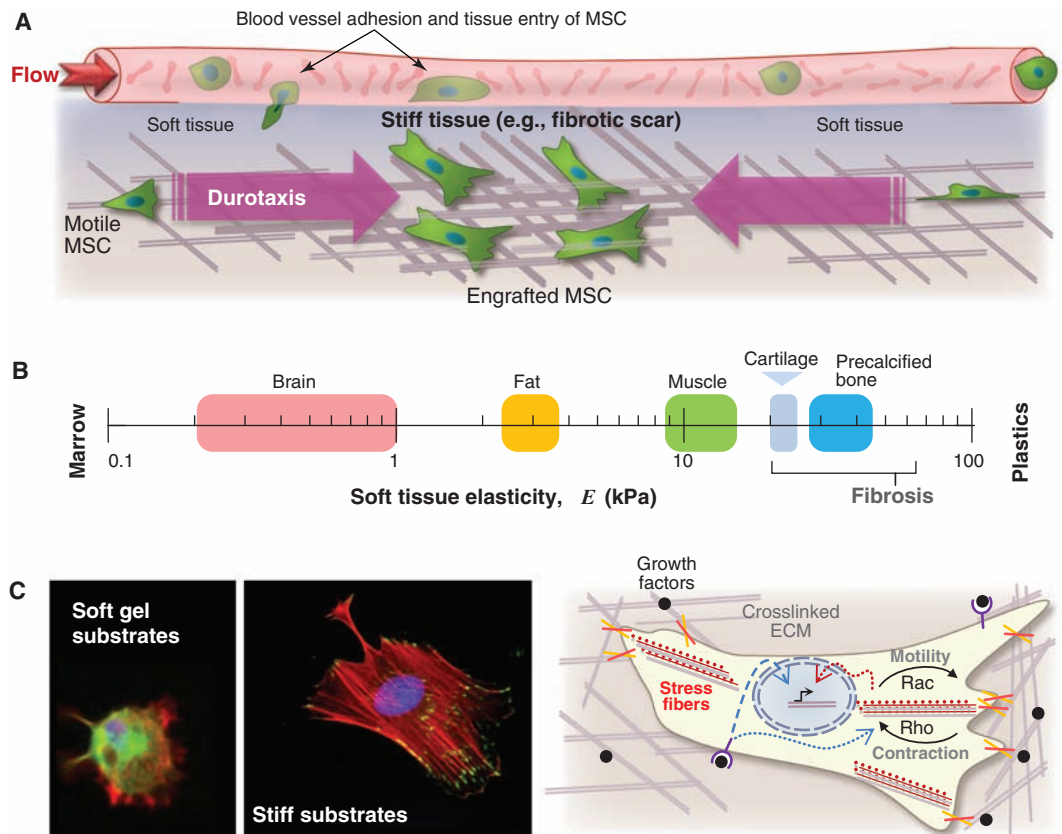 A
Blood vessel adhesion and tissue entry of MSC
Flow
Soft tissue
Stiff tissue (e.g., fibrotic scar)
Soft tissue
Durotaxis
Motile
MSC
Engrafted MSC
B
Marrow
Brain
Fat
Muscle
Cartilage
Precalcified
bone
Plastics
0.1
1
10
100
Soft tissue elasticity, E (kPa)
Fibrosis
C
Soft gel
substrates
Stiff substrates
Growth
factors
Crosslinked
ECM
Stress
fibers
Motility
Rac
Rho
Contraction